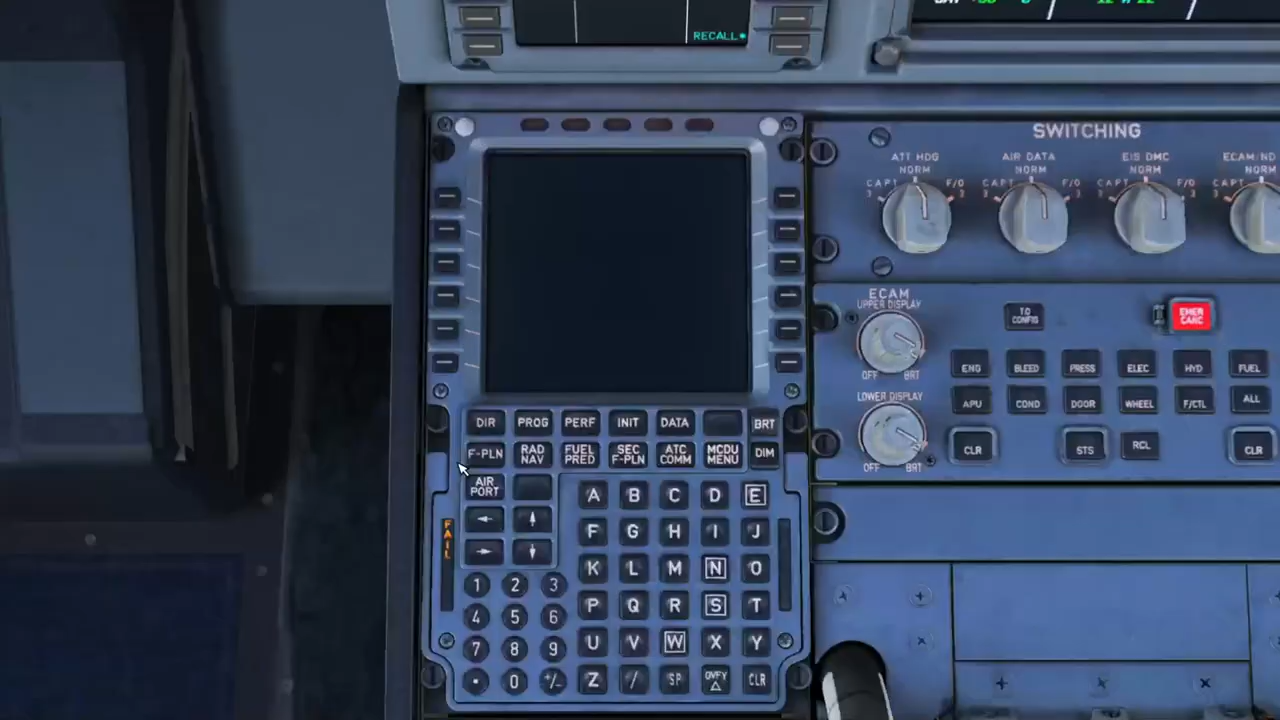 RECALL
SWITCHING
ATT HDG
NORM
AIR DATA
NORM
EIS DMC
NORM
ECAM/ND
NORM
CAPT
3
F/O
3
CAPT
3
F/O
3
CAPT
3
F/O
3
CAPT
3
ECAM
UPPER DISPLAY
OFF
BRT
T.O
CONFIG
EMER
CANC
ENG
BLEED
PRESS
ELEC
HYD
FUEL
LOWER DISPLAY
OFF
BRT
APU
COND
DOOR
WHEEL
F/CTL
ALL
CLR
STS
RCL
CLR
DIR
PROG
PERF
INIT
DATA
BRT
F-PLN
RAD
NAV
FUEL
PRED
SEC
F-PLN
ATC
COMM
MCDU
MENU
DIM
AIR
PORT
FAIL
← ↑
→ ↓
A B C D E
F G H I J
K L M N O
P Q R S T
U V W X Y
Z / SP OVFY
△ CLR
1 2 3
4 5 6
7 8 9
. 0 +/-